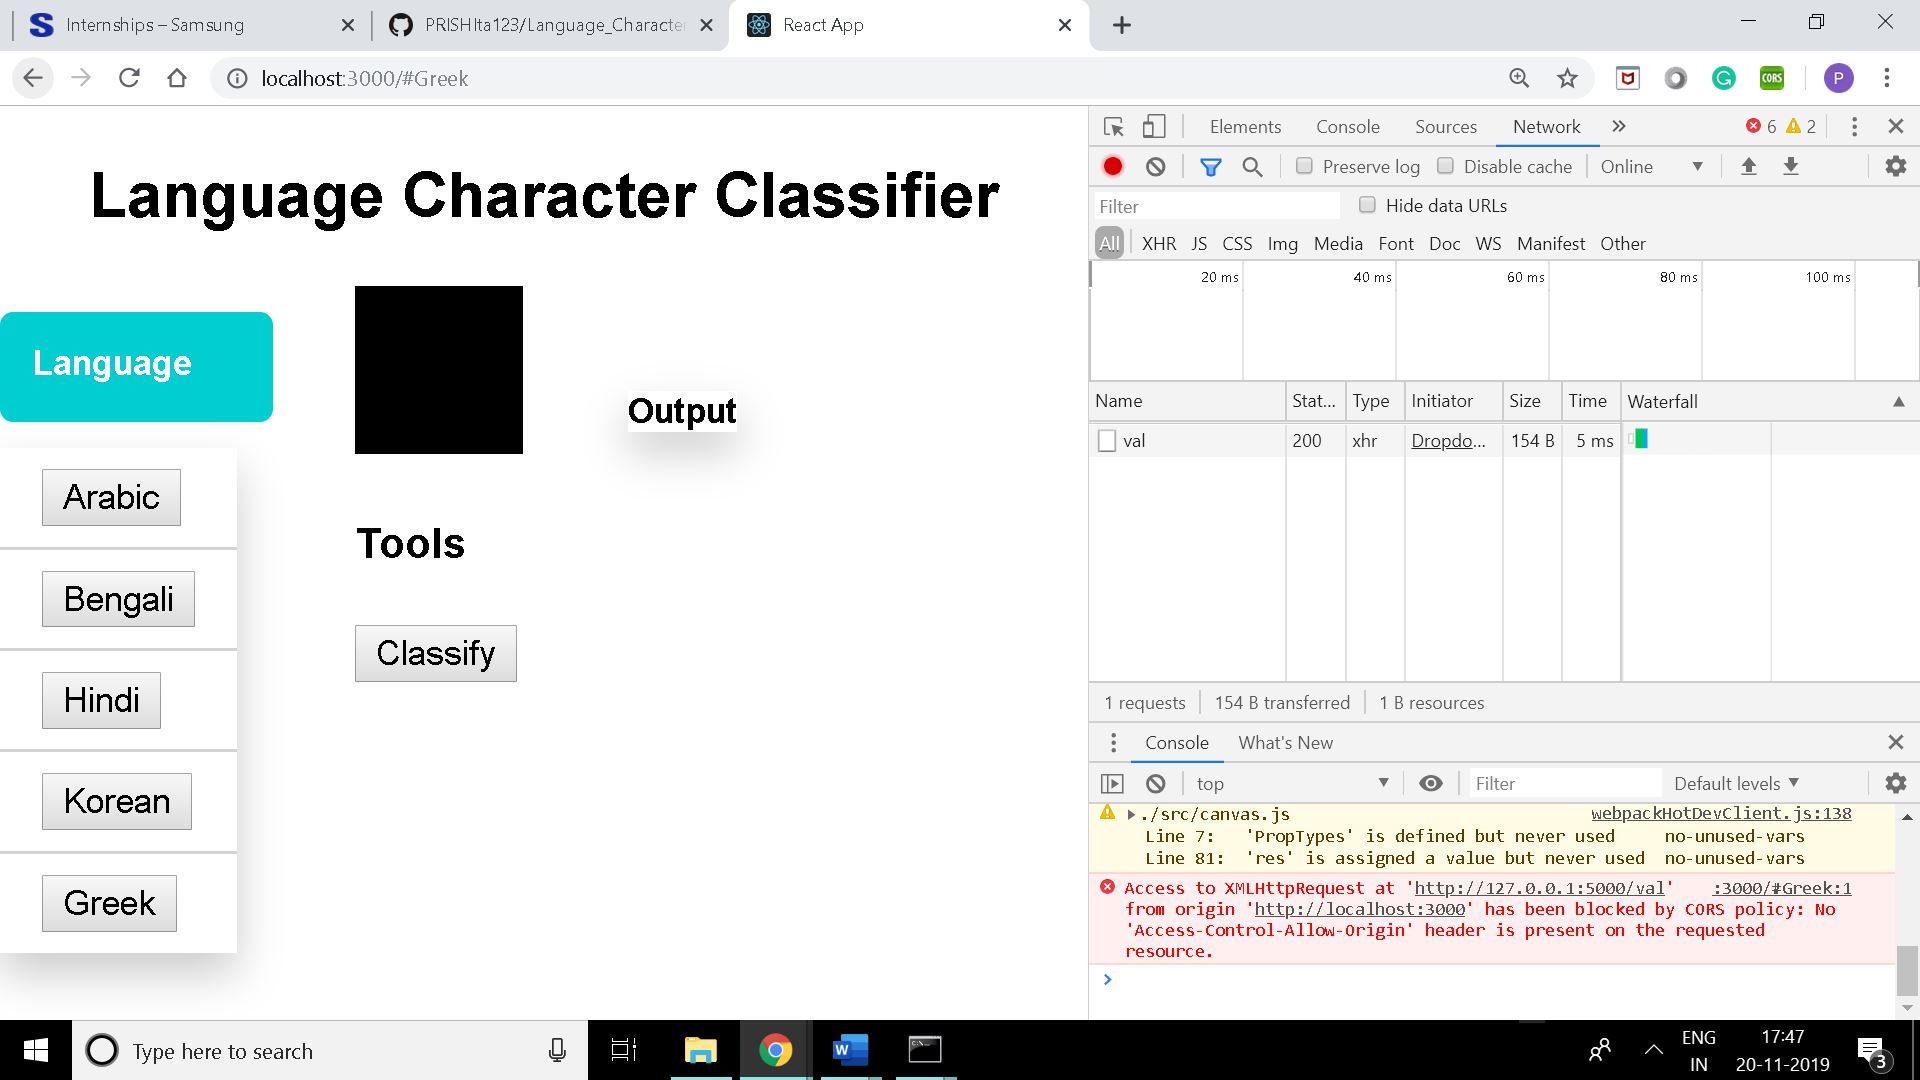 Internships – Samsung
PRISHIta123/Language_Character
React App
localhost:3000/#Greek
CORS
P
Language Character Classifier
Language
Arabic
Bengali
Hindi
Korean
Greek
Output
Tools
Classify
Elements Console Sources Network 6 2
Preserve log Disable cache Online
Filter Hide data URLs
All XHR JS CSS Img Media Font Doc WS Manifest Other
20 ms 40 ms 60 ms 80 ms 100 ms
Name Stat... Type Initiator Size Time Waterfall
val 200 xhr Dropdo... 154 B 5 ms
1 requests 154 B transferred 1 B resources
Console What's New
top Filter Default levels
./src/canvas.js webpackHotDevClient.js:138
Line 7: 'PropTypes' is defined but never used no-unused-vars
Line 81: 'res' is assigned a value but never used no-unused-vars
Access to XMLHttpRequest at 'http://127.0.0.1:5000/val' :3000/#Greek:1
from origin 'http://localhost:3000' has been blocked by CORS policy: No
'Access-Control-Allow-Origin' header is present on the requested
resource.
Type here to search
ENG
IN
17:47
20-11-2019
3